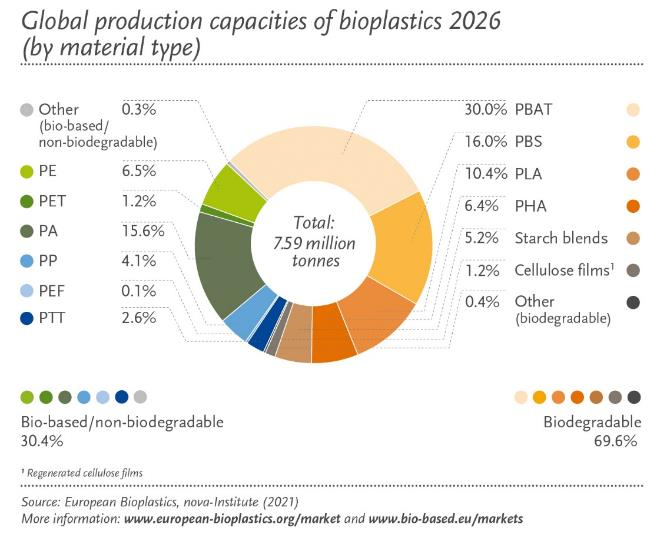 Global production capacities of bioplastics 2026
(by material type)
Other 0.3%
(bio-based/
non-biodegradable)
PE 6.5%
PET 1.2%
PA 15.6%
PP 4.1%
PEF 0.1%
PTT 2.6%
Total:
7.59 million
tonnes
30.0% PBAT
16.0% PBS
10.4% PLA
6.4% PHA
5.2% Starch blends
1.2% Cellulose films¹
0.4% Other
(biodegradable)
Bio-based/non-biodegradable
30.4%
Biodegradable
69.6%
¹ Regenerated cellulose films
Source: European Bioplastics, nova-Institute (2021)
More information: www.european-bioplastics.org/market and www.bio-based.eu/markets